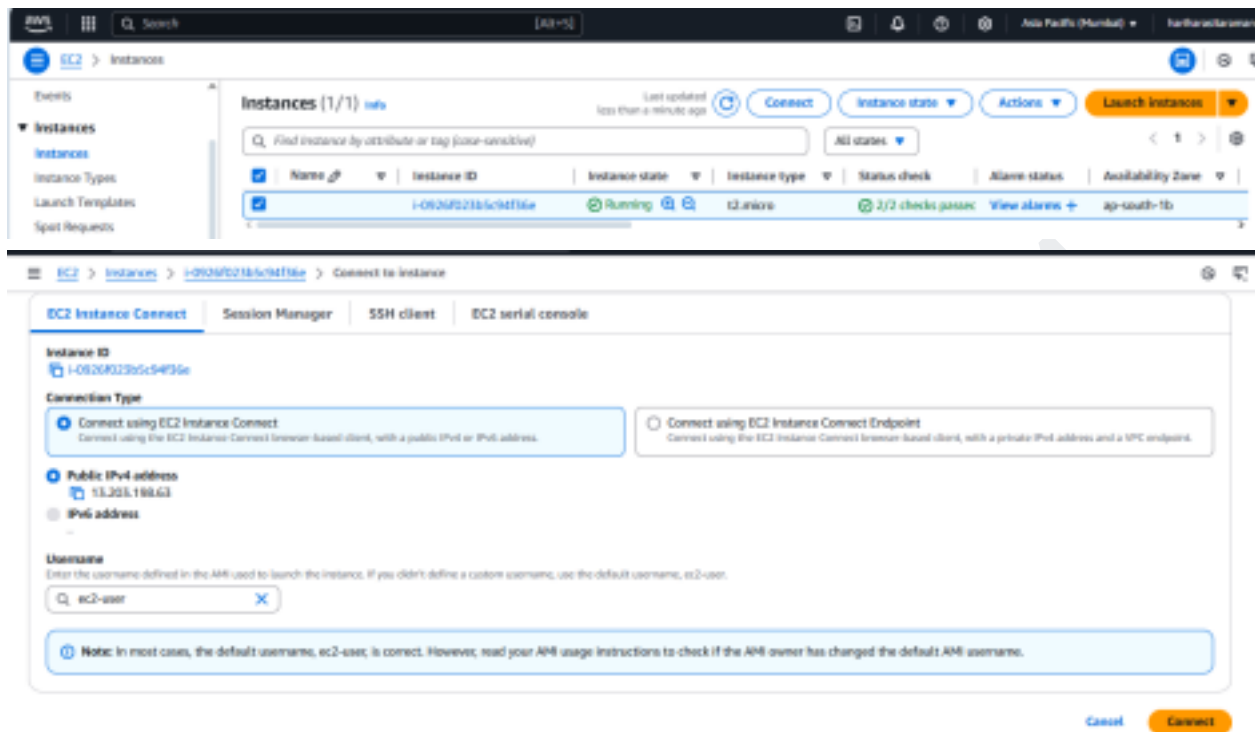 aws Search [Alt+S] Asia Pacific (Mumbai)
EC2 > Instances
Events
Instances
Instances
Instance Types
Launch Templates
Spot Requests
Instances (1/1) Info
Last updated
less than a minute ago
Connect Instance state Actions Launch instances
Find Instance by attribute or tag (case-sensitive) All states < 1 >
Name Instance ID Instance state Instance type Status check Alarm status Availability Zone
i-0926f023b5c94f36e Running t2.micro 2/2 checks passec View alarms + ap-south-1b
EC2 > Instances > i-0926f023b5c94f36e > Connect to instance
EC2 Instance Connect Session Manager SSH client EC2 serial console
Instance ID
i-0926f023b5c94f36e
Connection Type
Connect using EC2 Instance Connect
Connect using the EC2 Instance Connect browser-based client, with a public IPv4 or IPv6 address.
Connect using EC2 Instance Connect Endpoint
Connect using the EC2 Instance Connect browser-based client, with a private IPv4 address and a VPC endpoint.
Public IPv4 address
13.203.198.63
IPv6 address
–
Username
Enter the username defined in the AMI used to launch the instance. If you didn't define a custom username, use the default username, ec2-user.
ec2-user
Note: In most cases, the default username, ec2-user, is correct. However, read your AMI usage instructions to check if the AMI owner has changed the default AMI username.
Cancel Connect